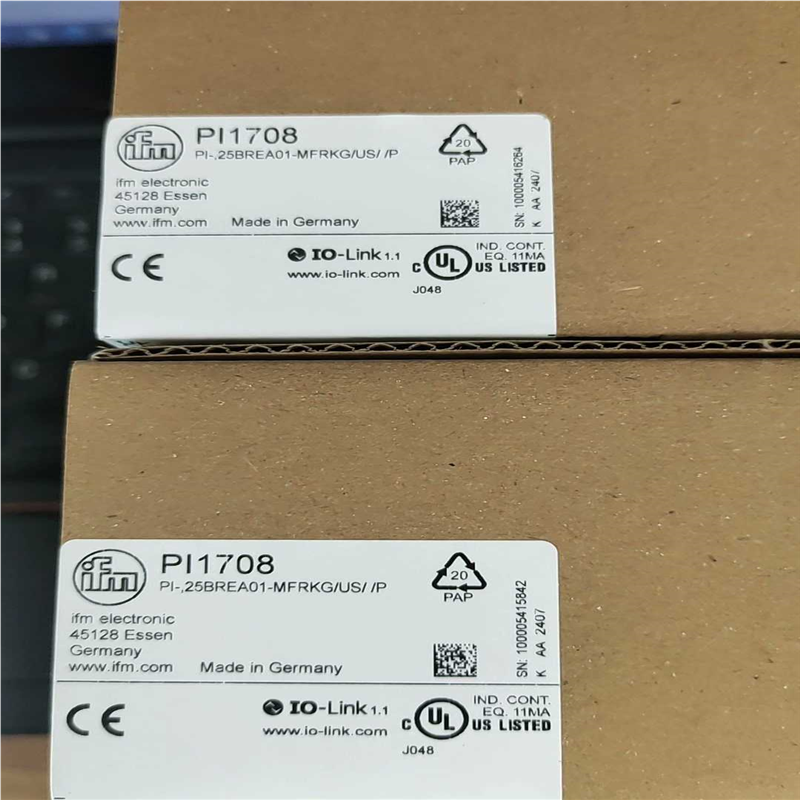 ifm
PI1708
PI-,25BREA01-MFRKG/US/ /P
20
PAP
ifm electronic
45128 Essen
Germany
www.ifm.com Made in Germany
SN: 100005416264
K AA 2407
CE
IO-Link 1.1
www.io-link.com
C UL US LISTED
IND. CONT.
EQ. 11MA
J048
ifm
PI1708
PI-,25BREA01-MFRKG/US/ /P
20
PAP
ifm electronic
45128 Essen
Germany
www.ifm.com Made in Germany
SN: 100005415842
K AA 2407
CE
IO-Link 1.1
www.io-link.com
C UL US LISTED
IND. CONT.
EQ. 11MA
J048